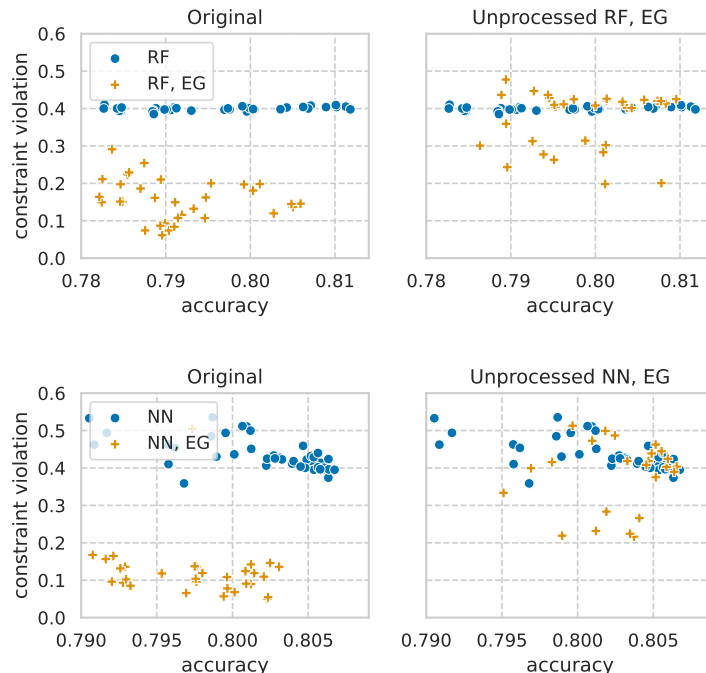 Original
Unprocessed RF, EG
constraint violation
0.6
0.5
0.4
0.3
0.2
0.1
0.0
RF
RF, EG
0.78 0.79 0.80 0.81
0.78 0.79 0.80 0.81
accuracy
accuracy
Original
Unprocessed NN, EG
constraint violation
0.6
0.5
0.4
0.3
0.2
0.1
0.0
NN
NN, EG
0.790 0.795 0.800 0.805
0.790 0.795 0.800 0.805
accuracy
accuracy